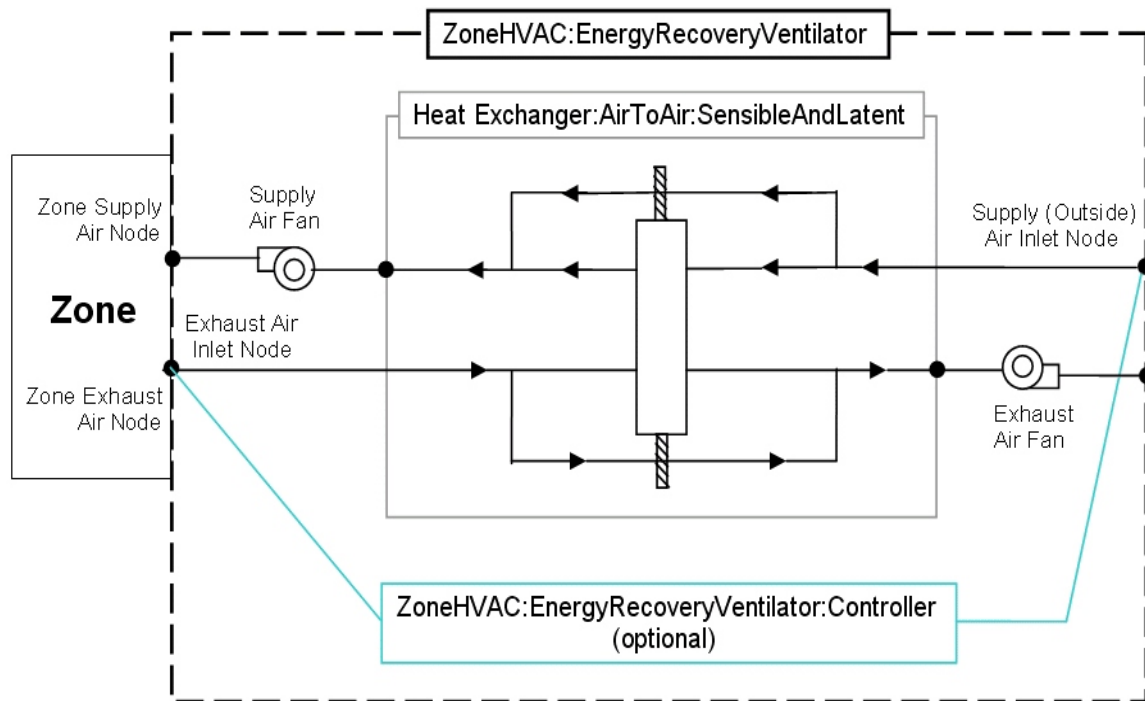 ZoneHVAC:EnergyRecoveryVentilator
Heat Exchanger:AirToAir:SensibleAndLatent
Zone Supply
Air Node
Supply
Air Fan
Supply (Outside)
Air Inlet Node
Zone
Exhaust Air
Inlet Node
Zone Exhaust
Air Node
Exhaust
Air Fan
ZoneHVAC:EnergyRecoveryVentilator:Controller
(optional)